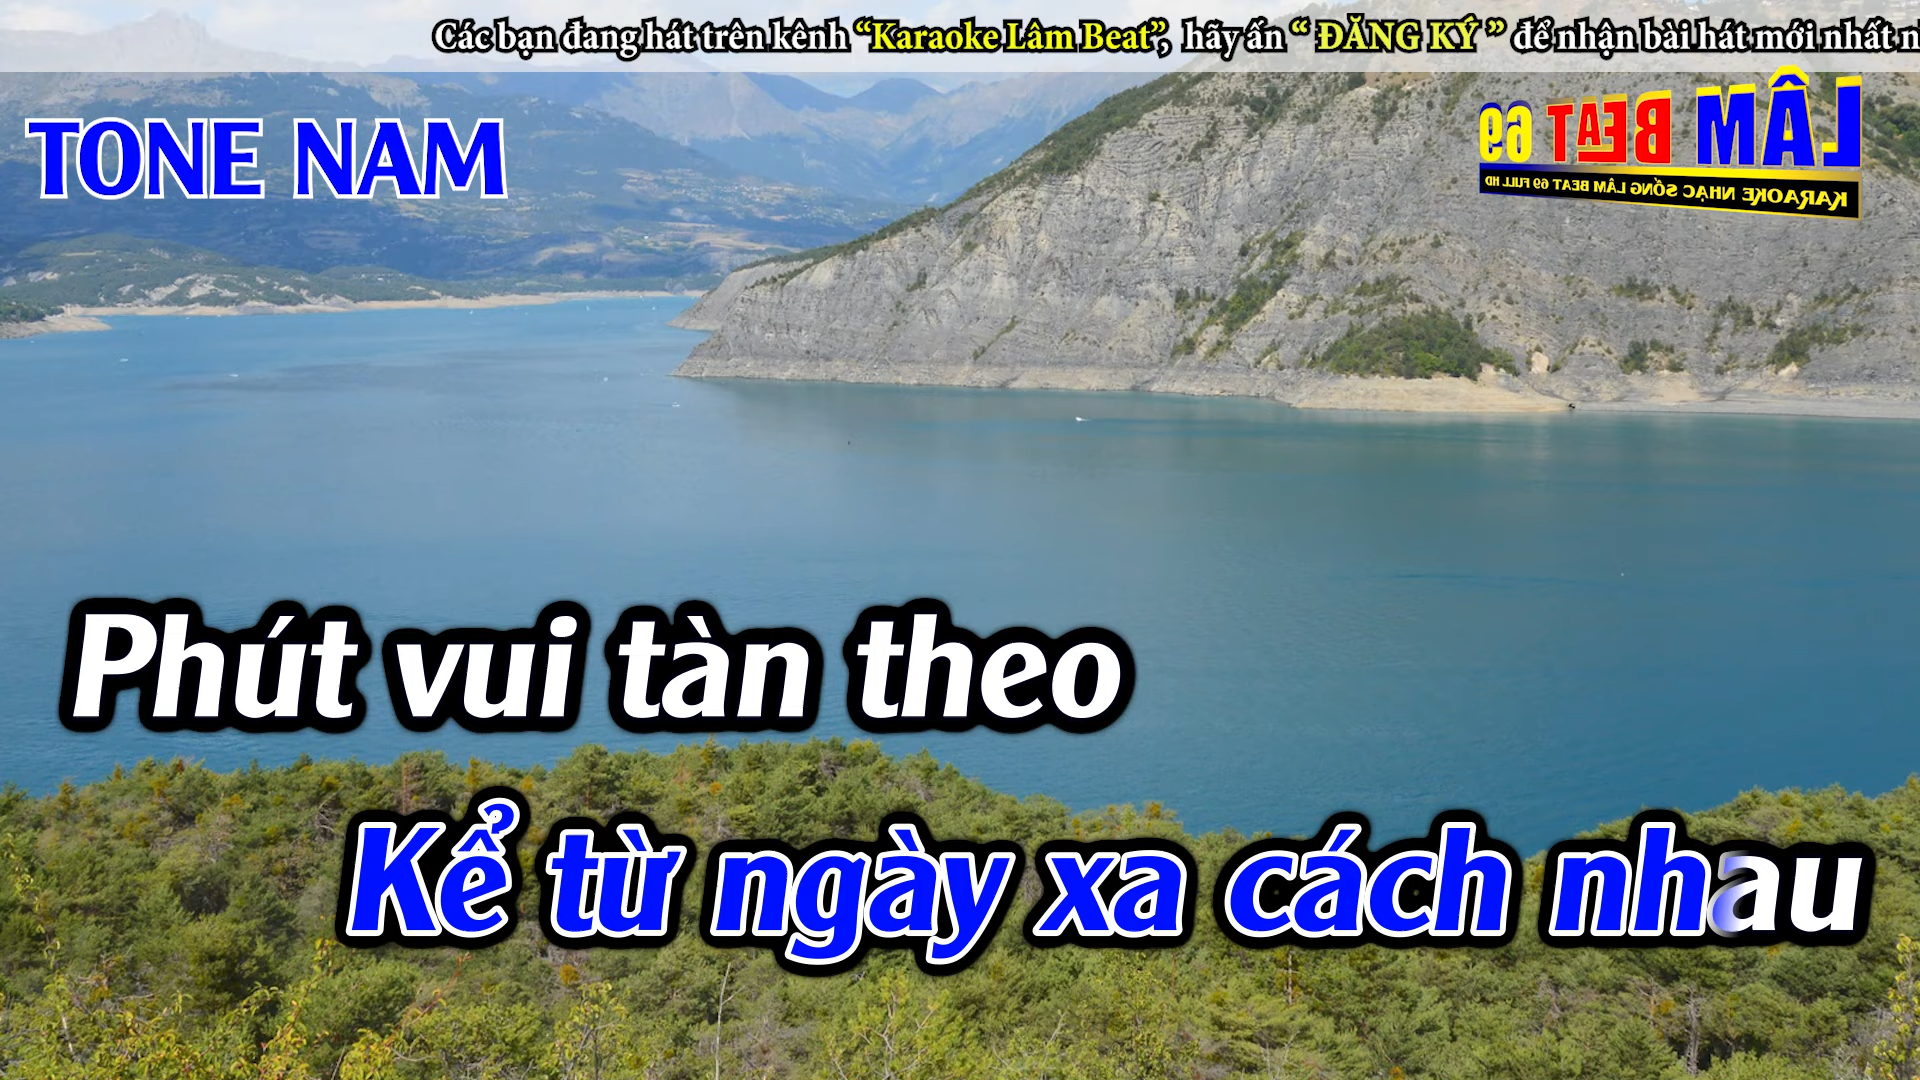 Các bạn đang hát trên kênh “Karaoke Lâm Beat”, hãy ấn “ ĐĂNG KÝ ” để nhận bài hát mới nhất n
TONE NAM
LÂM BEAT 69
KARAOKE NHẠC SỐNG LÂM BEAT 69 FULL HD
Phút vui tàn theo
Kể từ ngày xa cách nhau